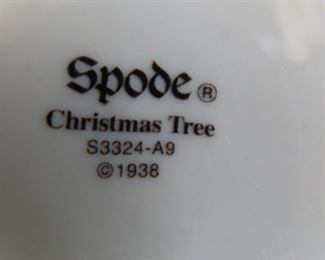 Spode®
Christmas Tree
S3324-A9
©1938